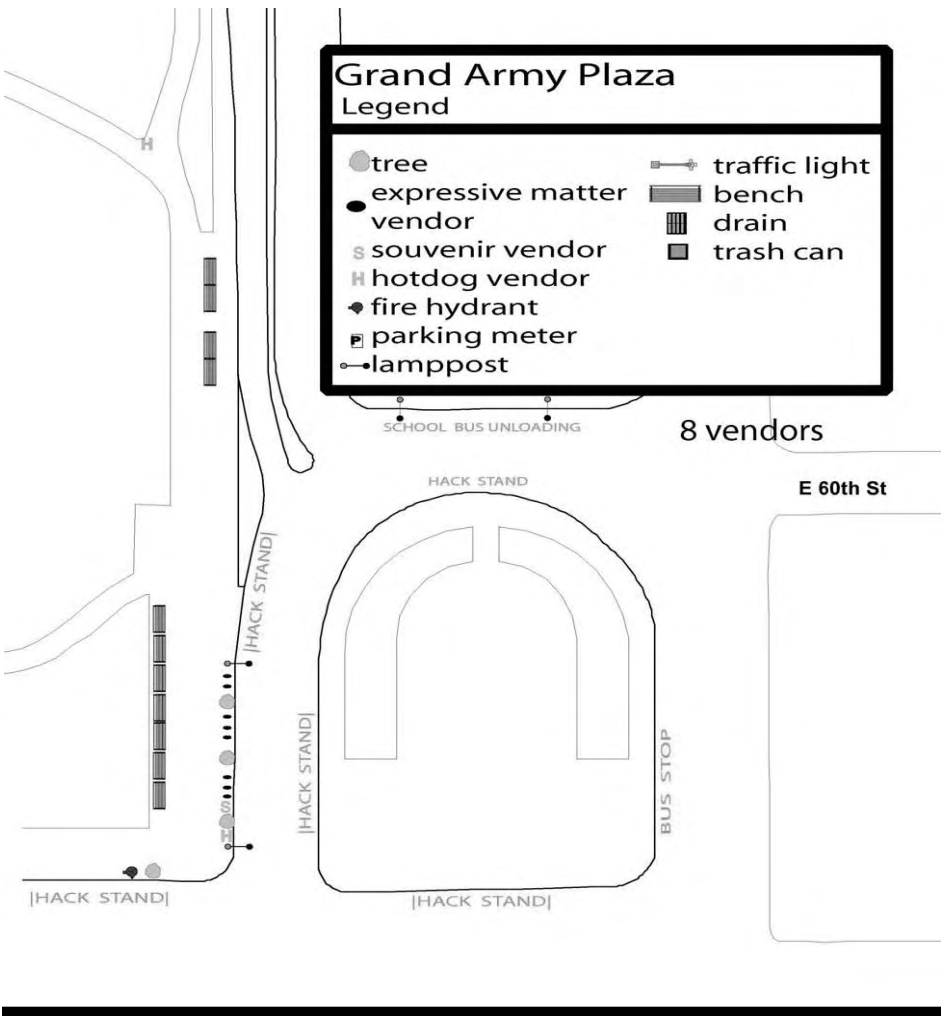 Grand Army Plaza
Legend
tree
expressive matter
vendor
S souvenir vendor
H hotdog vendor
fire hydrant
P parking meter
lamppost
traffic light
bench
drain
trash can
H
SCHOOL BUS UNLOADING
8 vendors
HACK STAND
E 60th St
|HACK STAND|
|HACK STAND|
BUS STOP
S
H
|HACK STAND|
|HACK STAND|